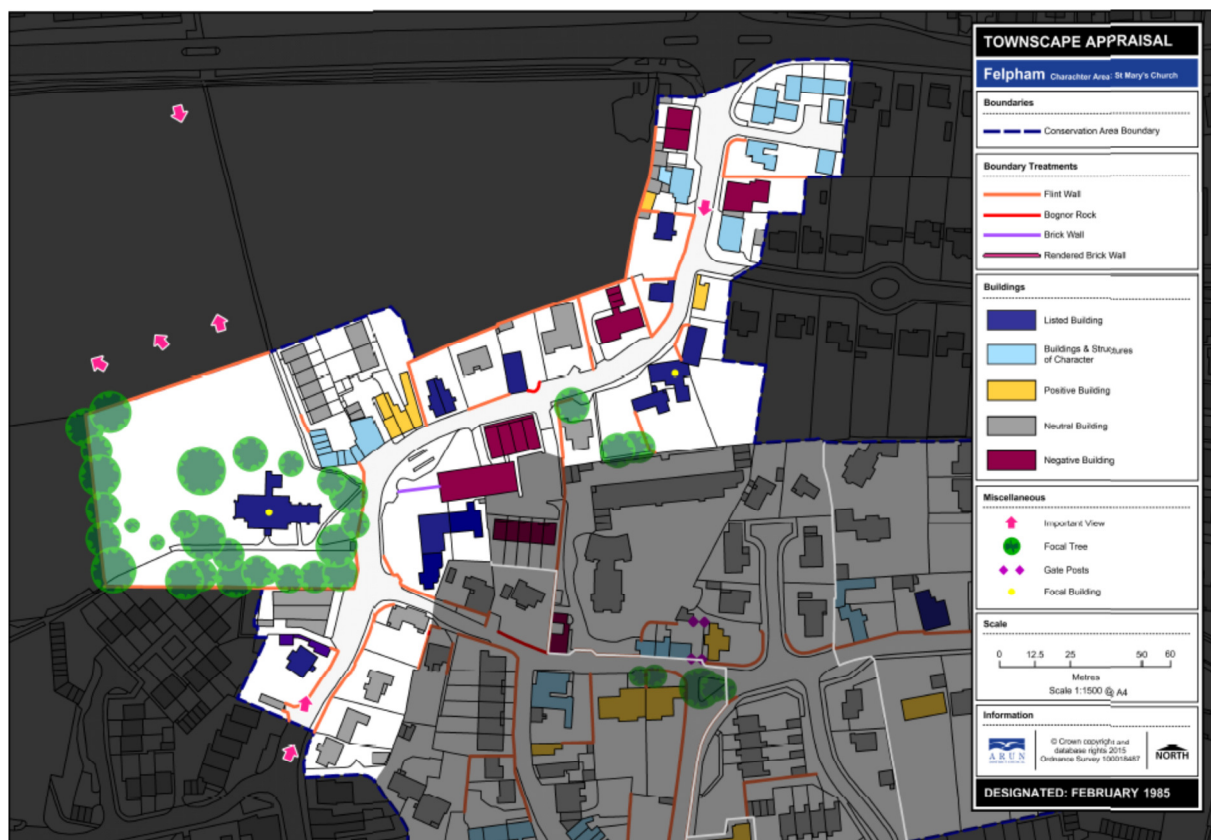 TOWNSCAPE APPRAISAL
Felpham Charachter Area: St Mary's Church
Boundaries
Conservation Area Boundary
Boundary Treatments
Flint Wall
Bognor Rock
Brick Wall
Rendered Brick Wall
Buildings
Listed Building
Buildings & Structures
of Character
Positive Building
Neutral Building
Negative Building
Miscellaneous
Important View
Focal Tree
Gate Posts
Focal Building
Scale
0 12.5 25 50 60
Metres
Scale 1:1500 @ A4
Information
ARUN
© Crown copyright and
database rights 2015
Ordnance Survey 100018487
NORTH
DESIGNATED: FEBRUARY 1985